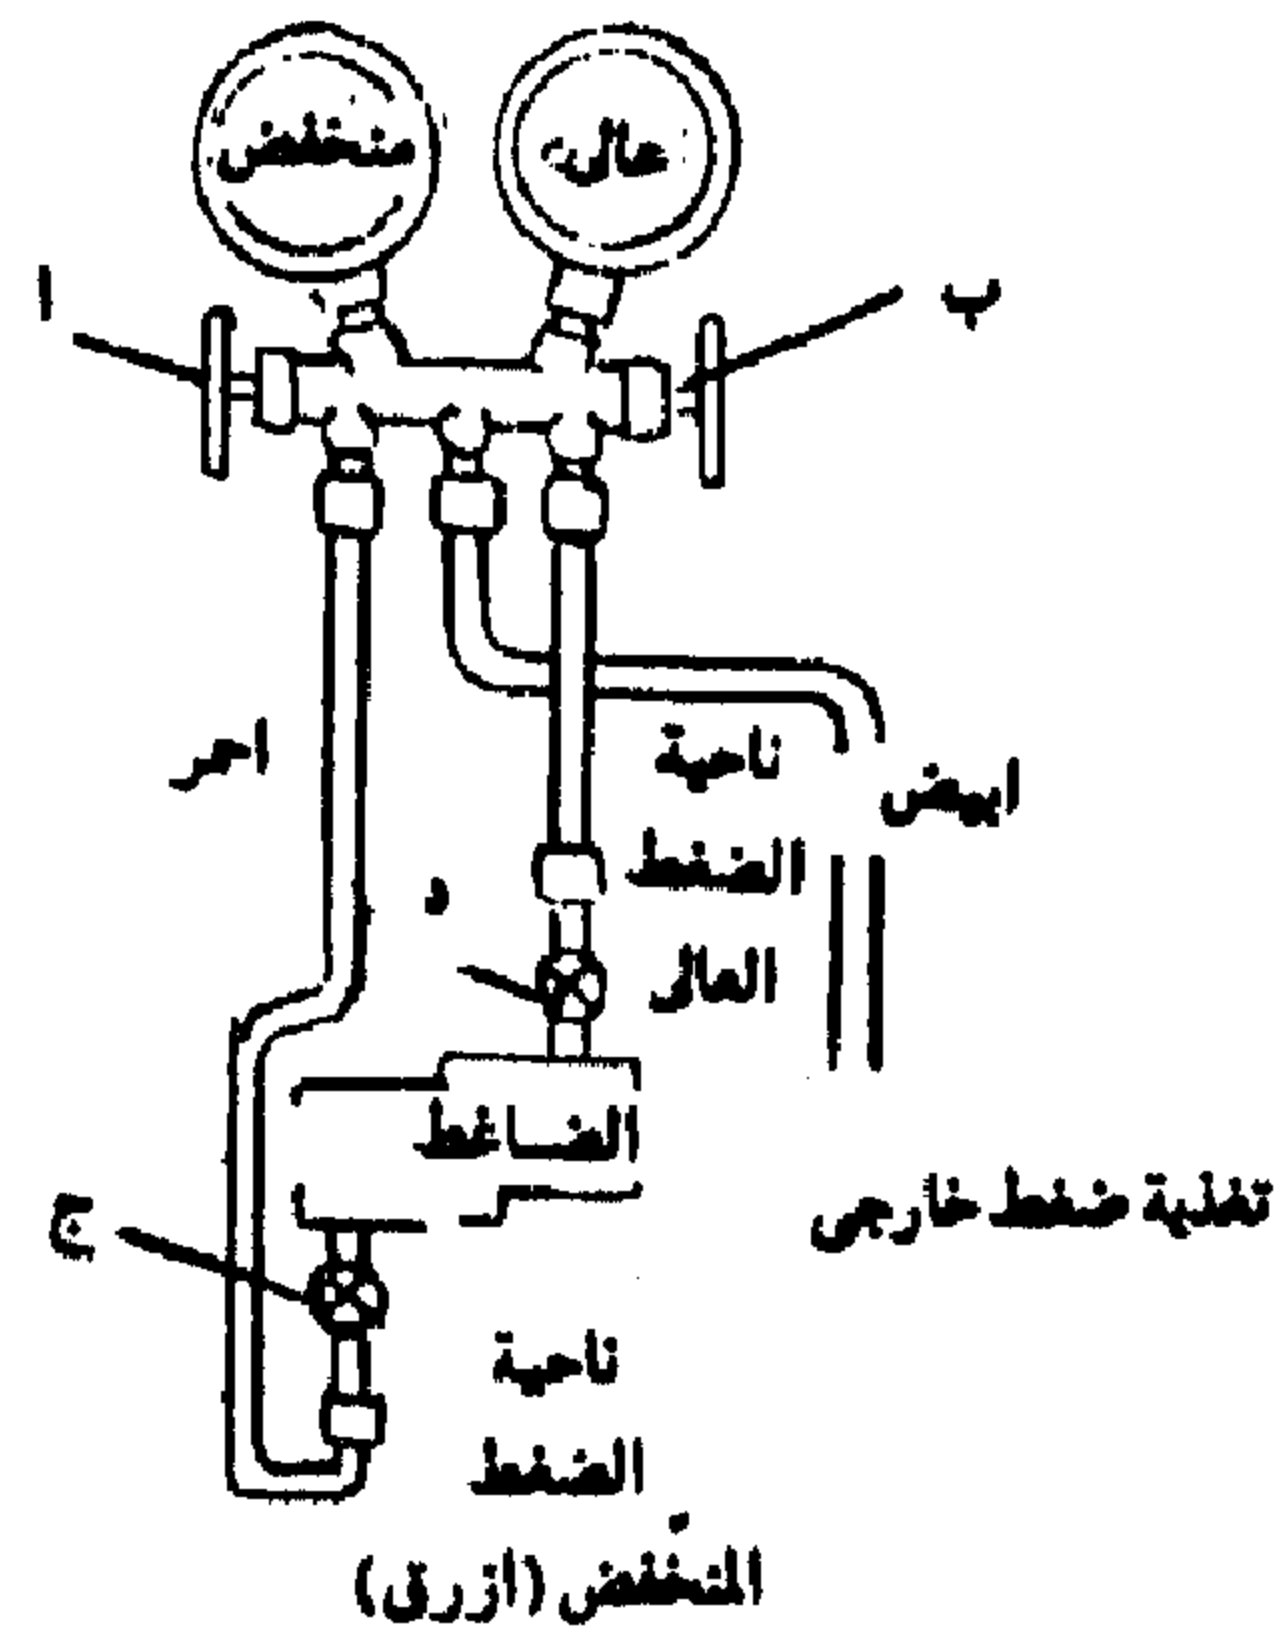 منخفض
عالى
ا
ب
احمر
ناحية
الضغط
العالى
ابيض
د
الضاغط
تغذية ضغط خارجى
ج
ناحية
الضغط
المنخفض (ازرق)